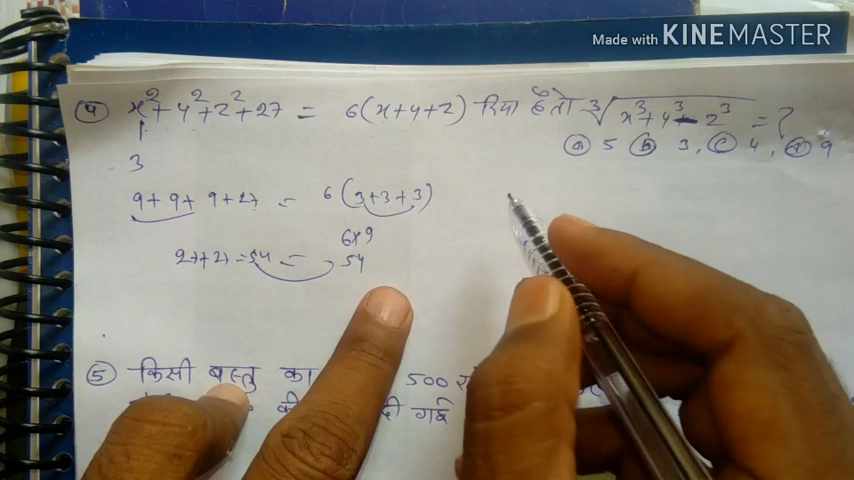 Made with KINEMASTER
④ x²+y²+z²+27 = 6(x+y+z) दिया है तो ∛x³+y³-z³ = ?
ⓐ 5 ⓑ 3, ⓒ 4, ⓓ 9
3
9+9+ 9+27 = 6(3+3+3)
6×9
27+27=54 = 54
⑤ किसी वस्तु का 500
की दी गई